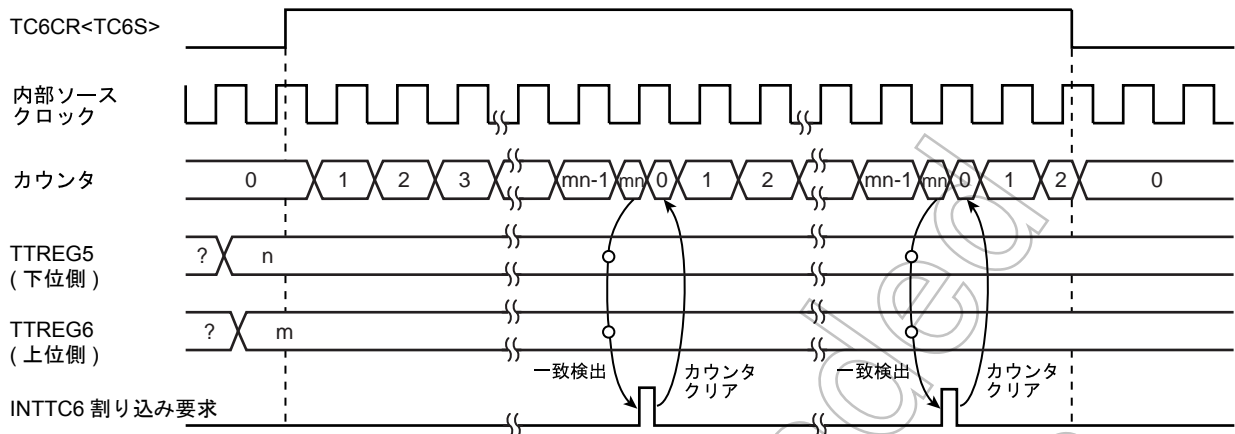 TC6CR<TC6S>
内部ソース
クロック
カウンタ
0 1 2 3 mn-1 mn 0 1 2 mn-1 mn 0 1 2 0
TTREG5
( 下位側 )
? n
TTREG6
( 上位側 )
? m
一致検出 カウンタ
クリア
一致検出 カウンタ
クリア
INTTC6 割り込み要求
ded